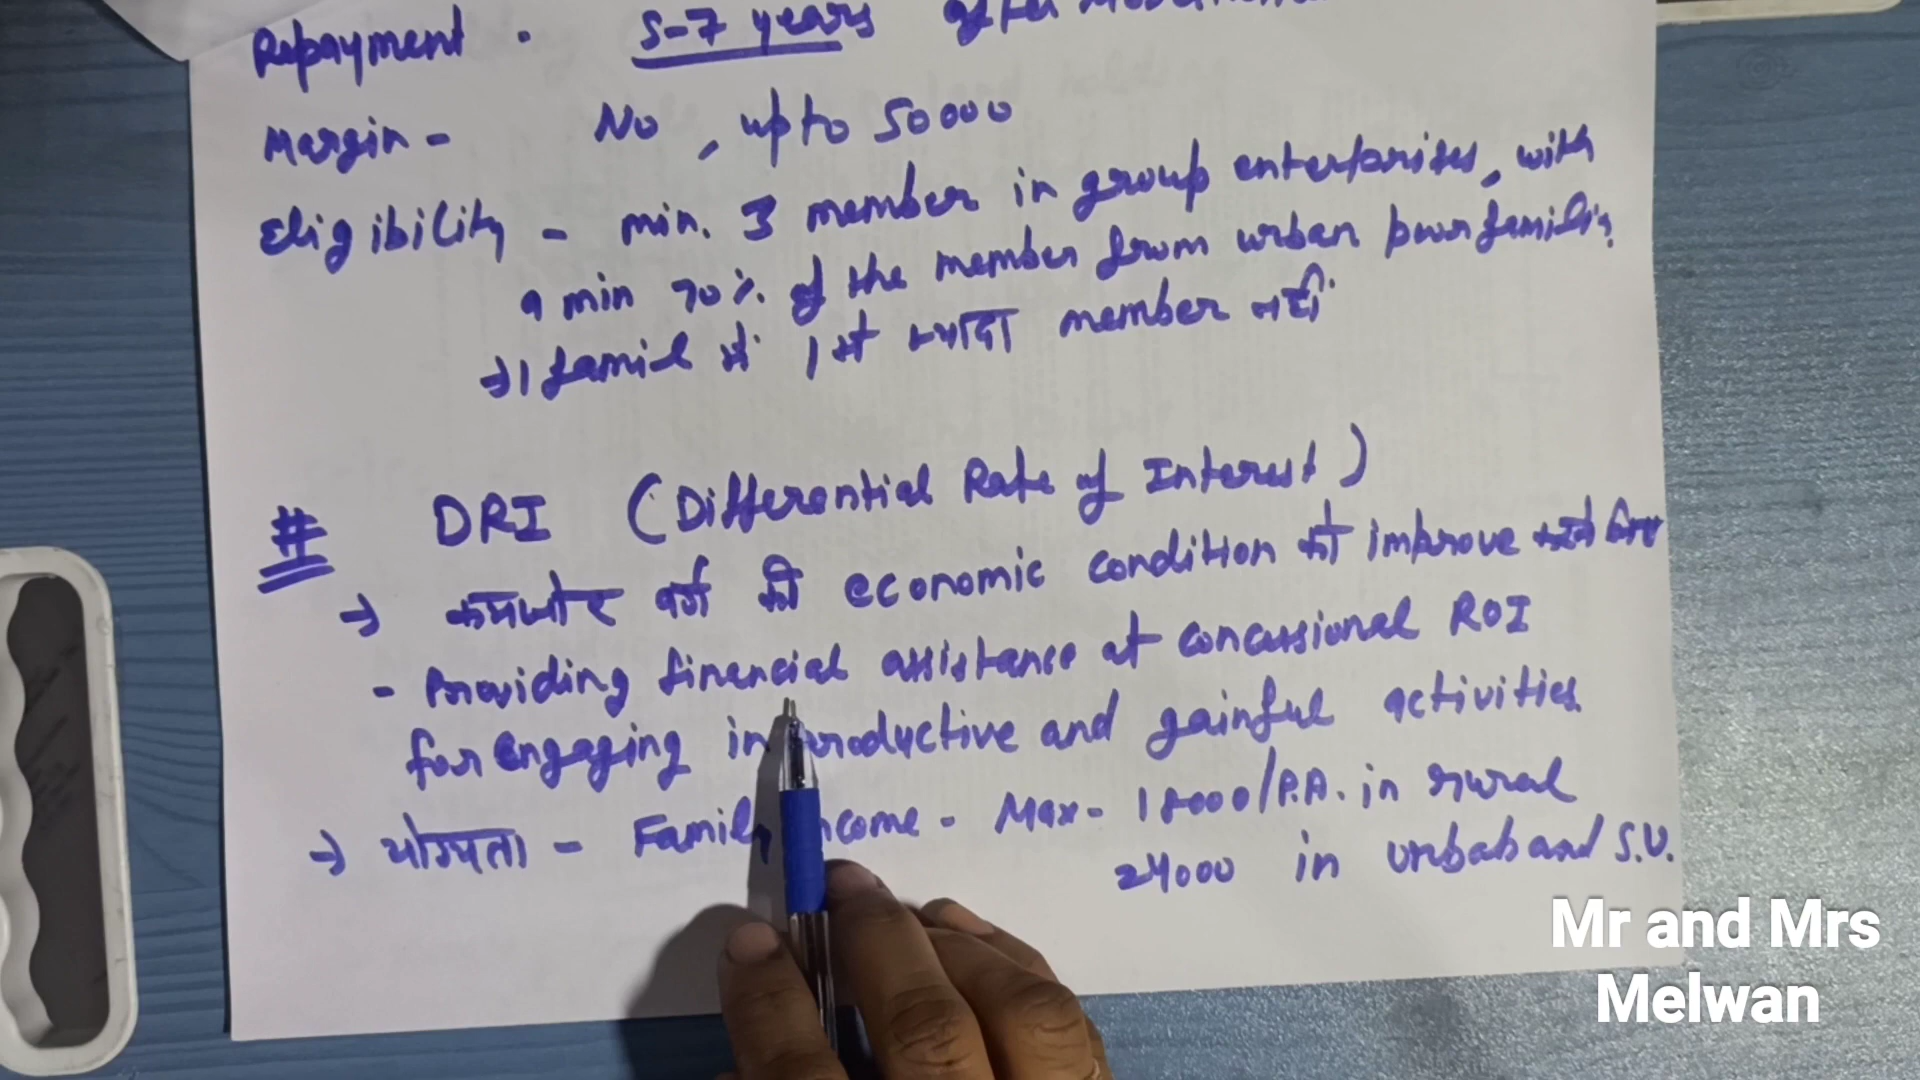 Repayment . 5-7 years after
Margin - No , upto 50000
Eligibility - min. 3 member in group enterprises, with
min 70% of the member from urban poor families.
→ 1 famil में 1 से ज्यादा member नहीं
# DRI (Differential Rate of Interest)
→ कमजोर वर्ग की economic condition को improve करने लिए
- Providing financial assistance at concessional ROI
for engaging in productive and gainful activities.
→ योग्यता - Family income - Max - 18000/P.A. in rural
24000 in urbab and S.U.
Mr and Mrs
Melwan